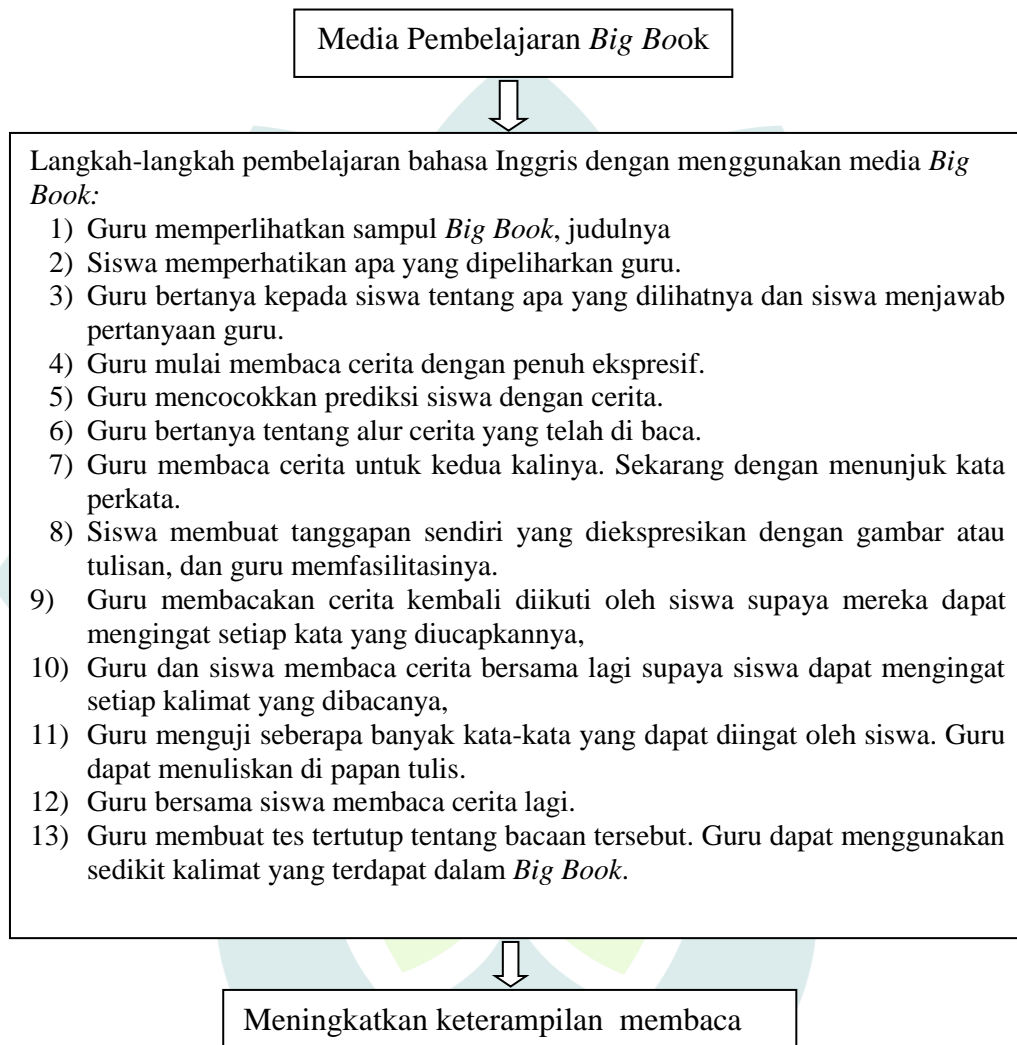 Media Pembelajaran Big Book
Langkah-langkah pembelajaran bahasa Inggris dengan menggunakan media Big
Book:
1) Guru memperlihatkan sampul Big Book, judulnya
2) Siswa memperhatikan apa yang dipeliharkan guru.
3) Guru bertanya kepada siswa tentang apa yang dilihatnya dan siswa menjawab
pertanyaan guru.
4) Guru mulai membaca cerita dengan penuh ekspresif.
5) Guru mencocokkan prediksi siswa dengan cerita.
6) Guru bertanya tentang alur cerita yang telah di baca.
7) Guru membaca cerita untuk kedua kalinya. Sekarang dengan menunjuk kata
perkata.
8) Siswa membuat tanggapan sendiri yang diekspresikan dengan gambar atau
tulisan, dan guru memfasilitasinya.
9) Guru membacakan cerita kembali diikuti oleh siswa supaya mereka dapat
mengingat setiap kata yang diucapkannya,
10) Guru dan siswa membaca cerita bersama lagi supaya siswa dapat mengingat
setiap kalimat yang dibacanya,
11) Guru menguji seberapa banyak kata-kata yang dapat diingat oleh siswa. Guru
dapat menuliskan di papan tulis.
12) Guru bersama siswa membaca cerita lagi.
13) Guru membuat tes tertutup tentang bacaan tersebut. Guru dapat menggunakan
sedikit kalimat yang terdapat dalam Big Book.
Meningkatkan keterampilan membaca